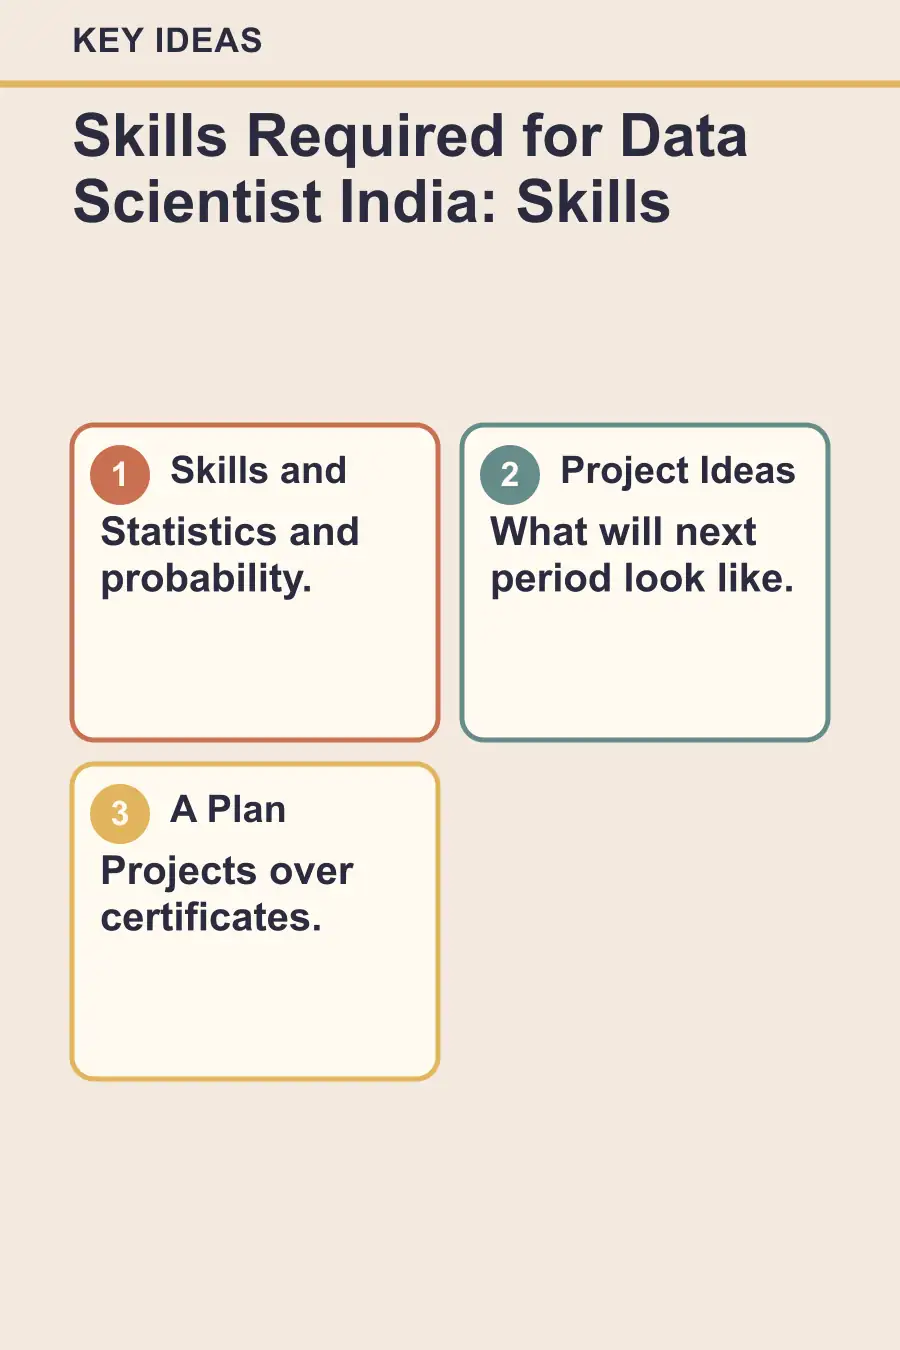 KEY IDEAS
Skills Required for Data
Scientist India: Skills
1 Skills and
Statistics and
probability.
2 Project Ideas
What will next
period look like.
3 A Plan
Projects over
certificates.